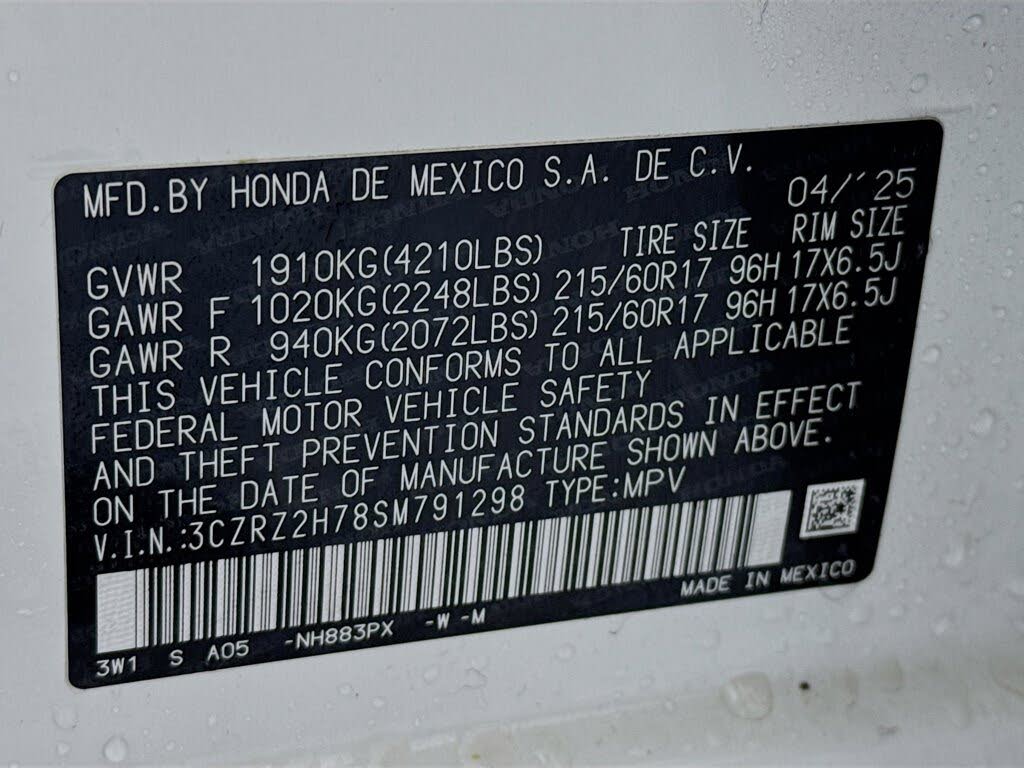 MFD.BY HONDA DE MEXICO S.A. DE C.V. 04/'25
GVWR 1910KG(4210LBS) TIRE SIZE RIM SIZE
GAWR F 1020KG(2248LBS) 215/60R17 96H 17X6.5J
GAWR R 940KG(2072LBS) 215/60R17 96H 17X6.5J
THIS VEHICLE CONFORMS TO ALL APPLICABLE
FEDERAL MOTOR VEHICLE SAFETY
AND THEFT PREVENTION STANDARDS IN EFFECT
ON THE DATE OF MANUFACTURE SHOWN ABOVE.
V.I.N.:3CZRZ2H78SM791298 TYPE:MPV
MADE IN MEXICO
3W1 S A05 -NH883PX -W -M